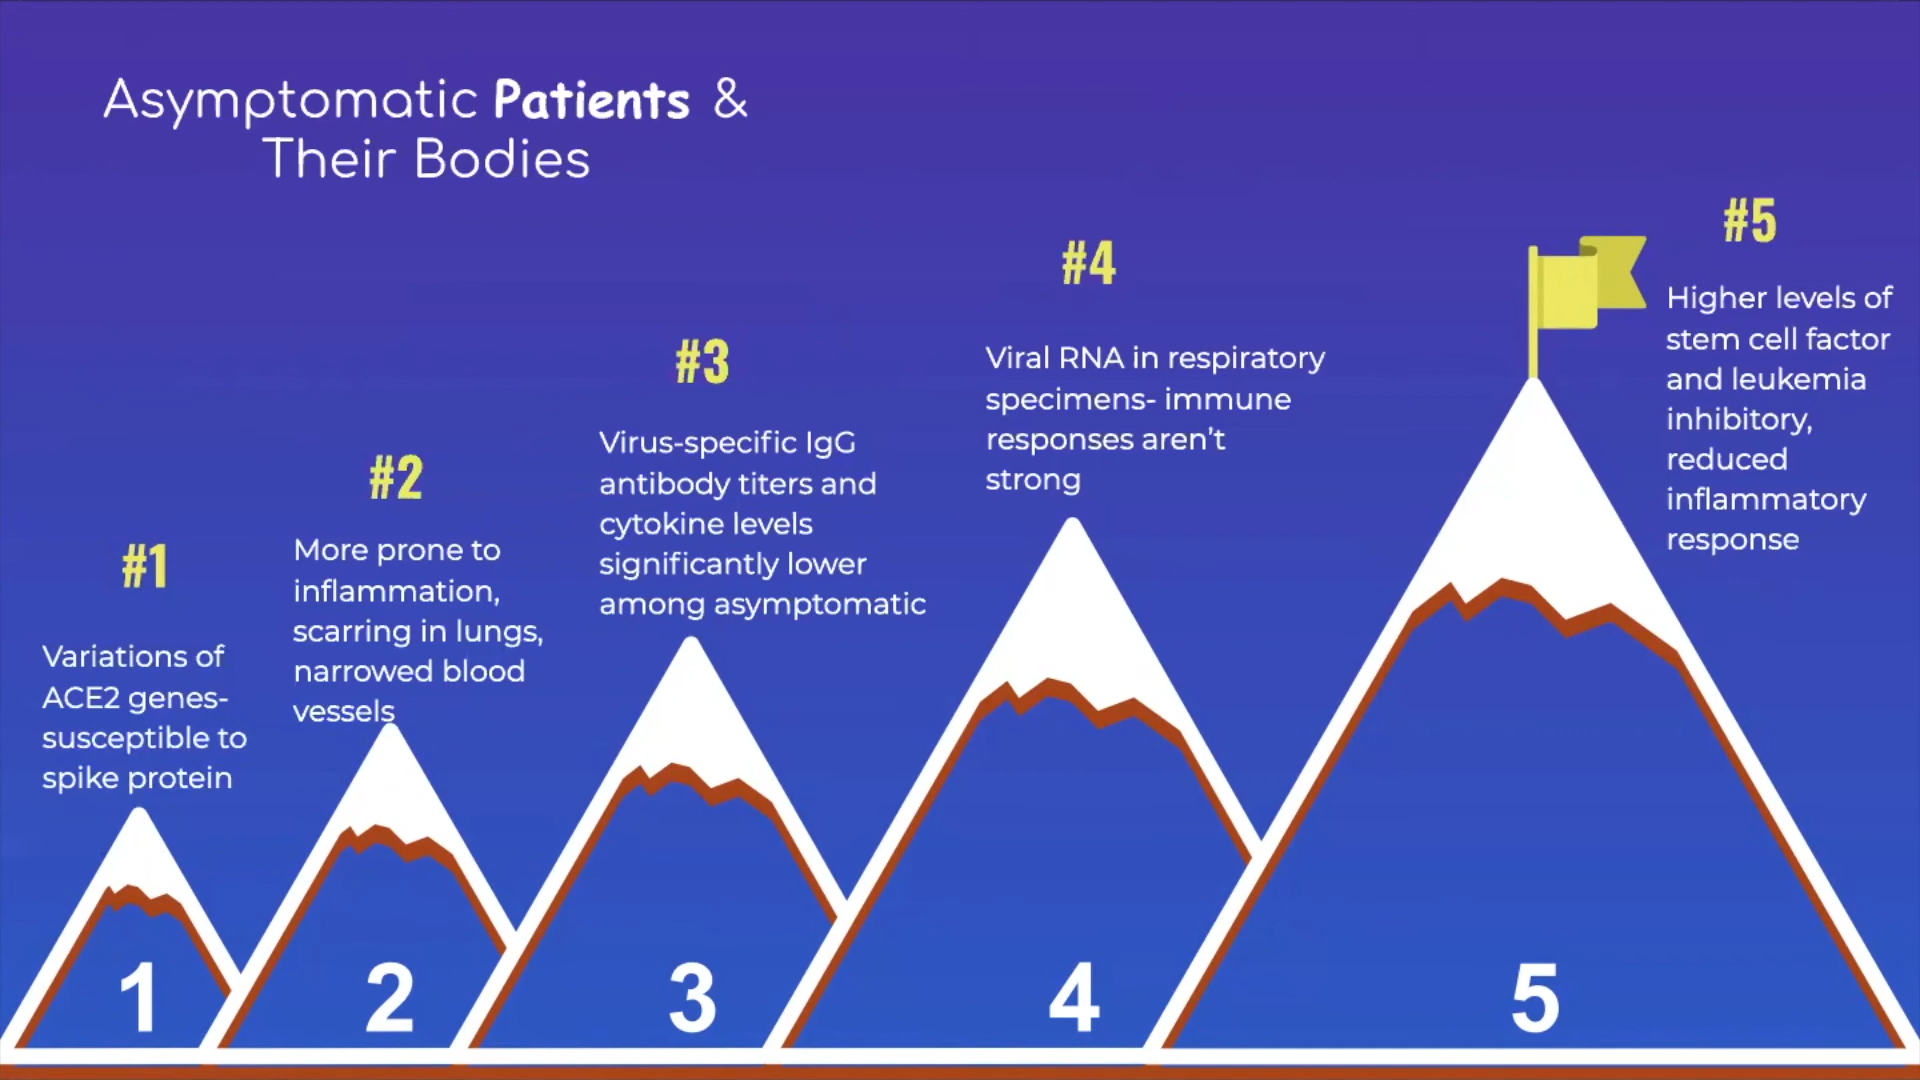 Asymptomatic Patients &
Their Bodies
#1
Variations of
ACE2 genes-
susceptible to
spike protein
#2
More prone to
inflammation,
scarring in lungs,
narrowed blood
vessels
#3
Virus-specific IgG
antibody titers and
cytokine levels
significantly lower
among asymptomatic
#4
Viral RNA in respiratory
specimens- immune
responses aren't
strong
#5
Higher levels of
stem cell factor
and leukemia
inhibitory,
reduced
inflammatory
response
1
2
3
4
5